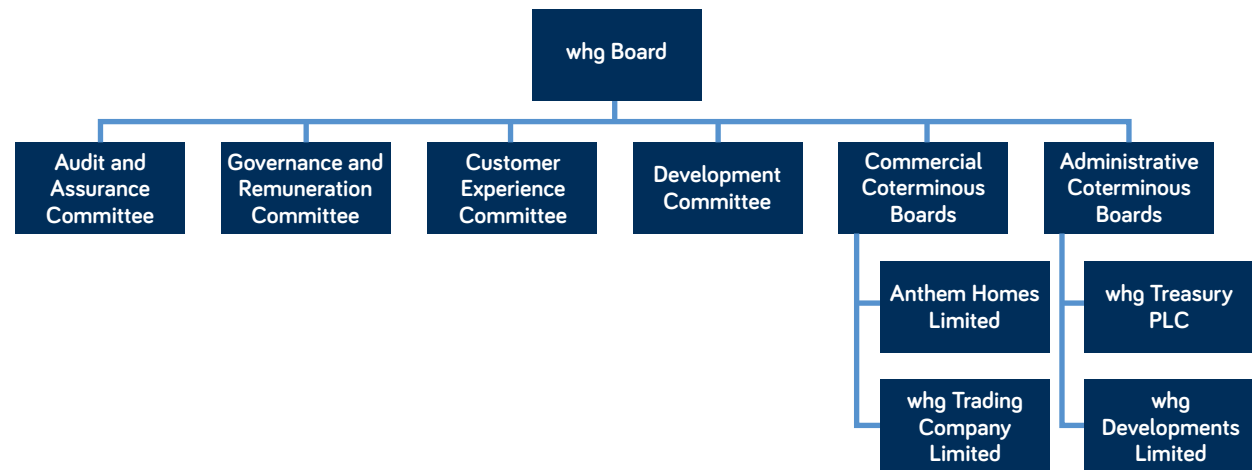 whg Board
Audit and
Assurance
Committee
Governance and
Remuneration
Committee
Customer
Experience
Committee
Development
Committee
Commercial
Coterminous
Boards
Administrative
Coterminous
Boards
Anthem Homes
Limited
whg Treasury
PLC
whg Trading
Company
Limited
whg
Developments
Limited